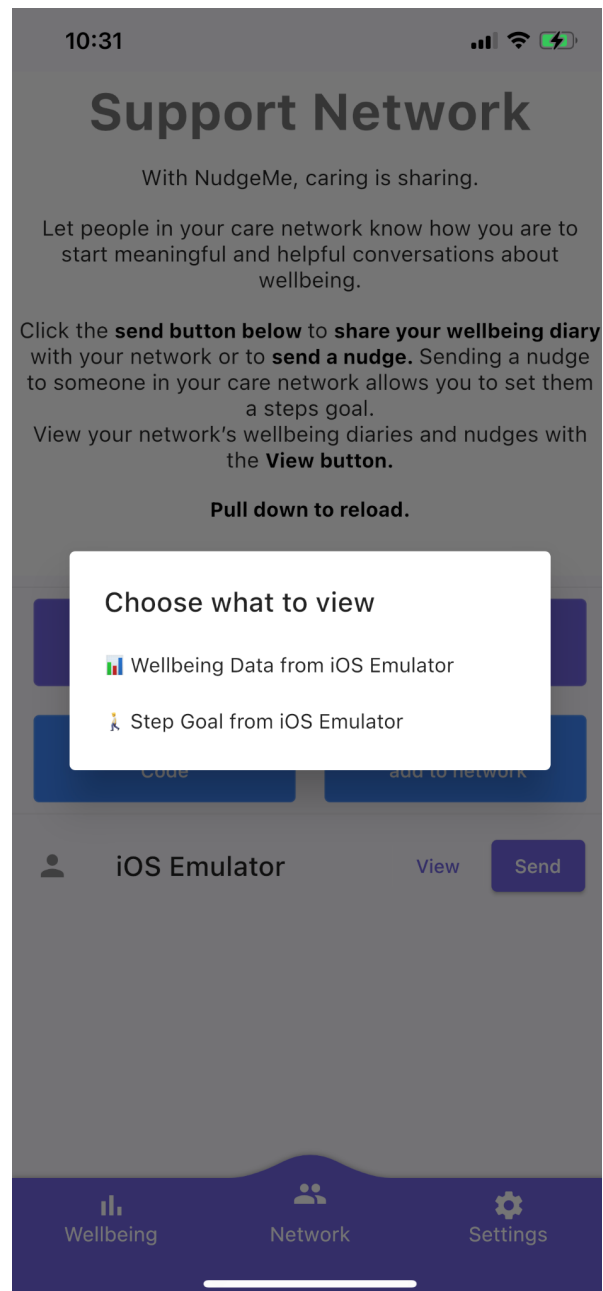 10:31
Support Network
With NudgeMe, caring is sharing.
Let people in your care network know how you are to
start meaningful and helpful conversations about
wellbeing.
Click the send button below to share your wellbeing diary
with your network or to send a nudge. Sending a nudge
to someone in your care network allows you to set them
a steps goal.
View your network’s wellbeing diaries and nudges with
the View button.
Pull down to reload.
Choose what to view
Wellbeing Data from iOS Emulator
Step Goal from iOS Emulator
Code
add to network
iOS Emulator
View
Send
Wellbeing
Network
Settings